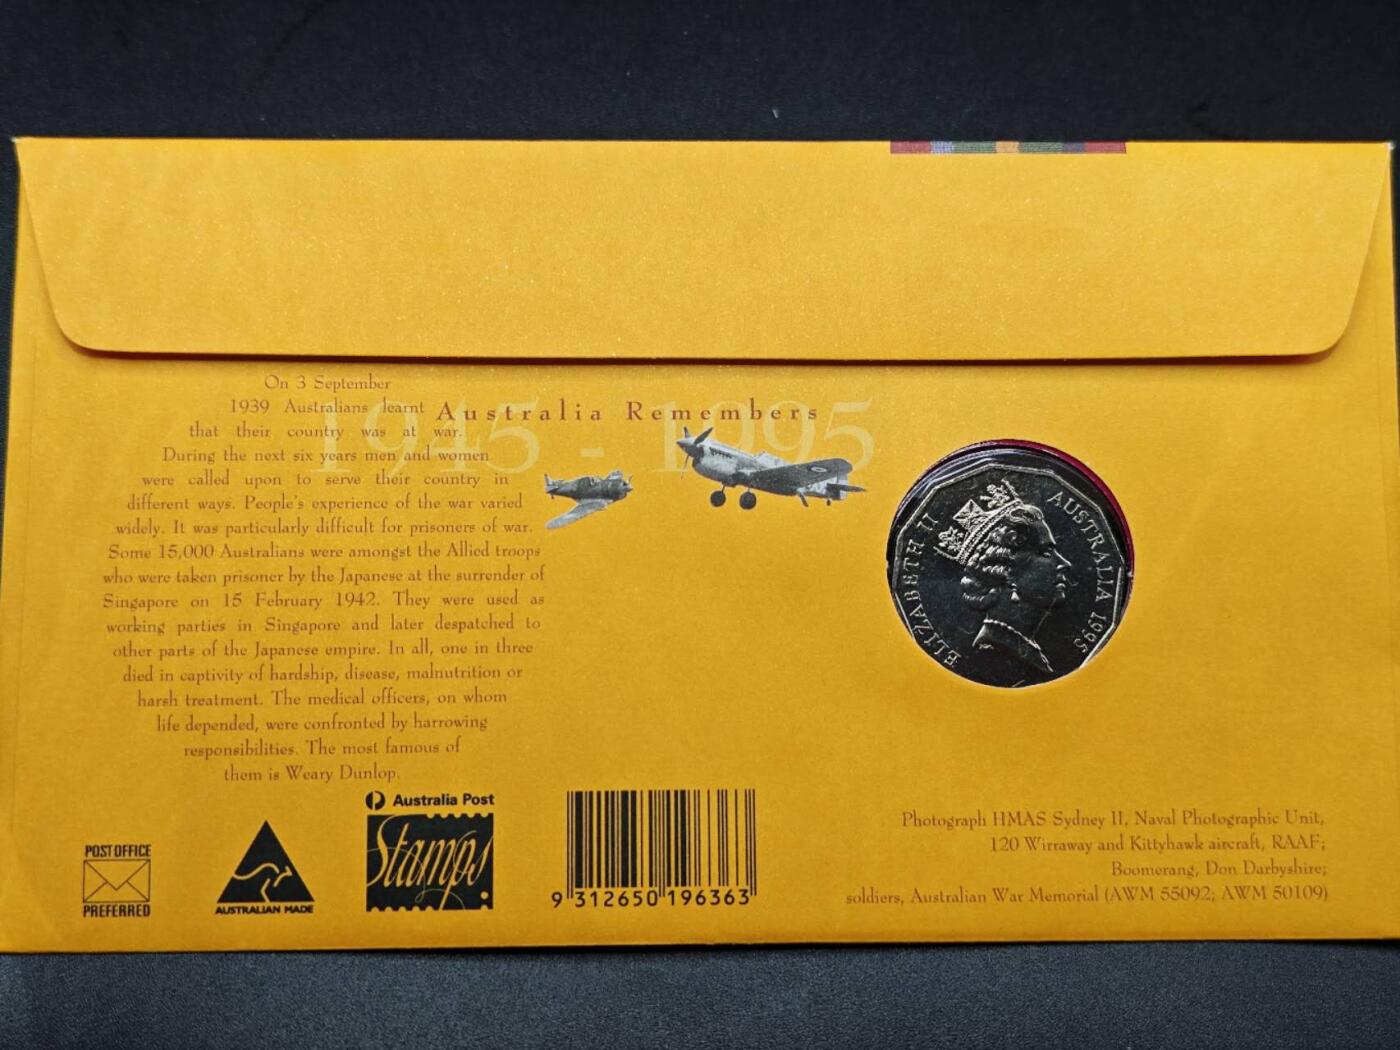 On 3 September
1939 Australians learnt
that their country was at war.
During the next six years men and women
were called upon to serve their country in
different ways. People's experience of the war varied
widely. It was particularly difficult for prisoners of war.
Some 15,000 Australians were amongst the Allied troops
who were taken prisoner by the Japanese at the surrender of
Singapore on 15 February 1942. They were used as
working parties in Singapore and later despatched to
other parts of the Japanese empire. In all, one in three
died in captivity of hardship, disease, malnutrition or
harsh treatment. The medical officers, on whom
life depended, were confronted by harrowing
responsibilities. The most famous of
them is Weary Dunlop.
Australia Remembers
1945 - 1995
ELIZABETH II AUSTRALIA 1995
POST OFFICE
PREFERRED
AUSTRALIAN MADE
Australia Post
Stamps
9 312650 196363
Photograph HMAS Sydney II, Naval Photographic Unit,
120 Wirraway and Kittyhawk aircraft, RAAF;
Boomerang, Don Darbyshire;
soldiers, Australian War Memorial (AWM 55092; AWM 50109)